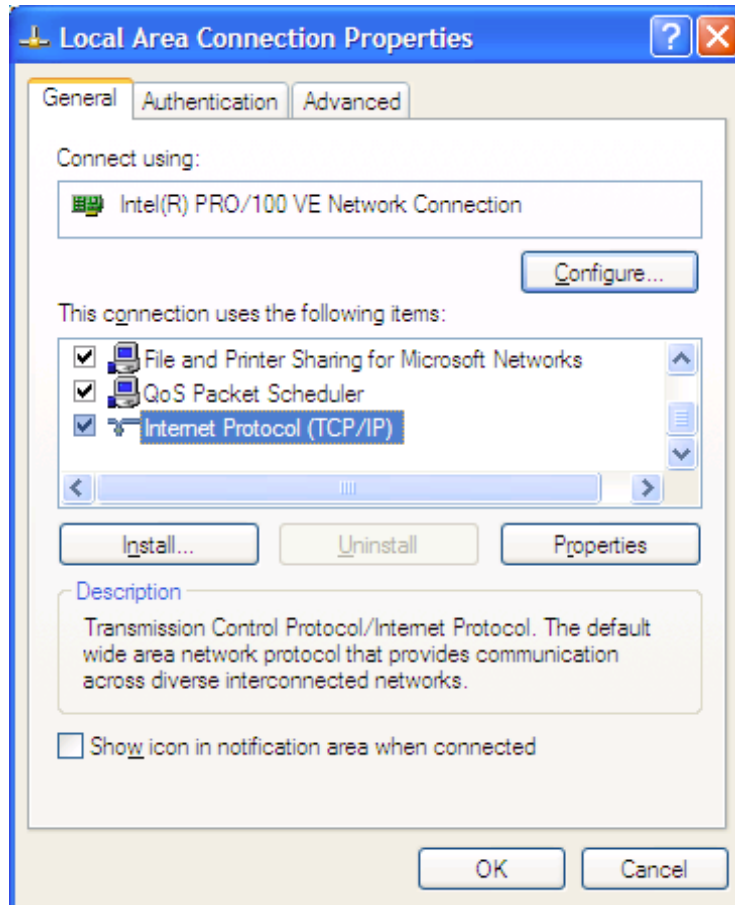 Local Area Connection Properties
General
Authentication
Advanced
Connect using:
Intel(R) PRO/100 VE Network Connection
Configure...
This connection uses the following items:
File and Printer Sharing for Microsoft Networks
QoS Packet Scheduler
Internet Protocol (TCP/IP)
Install...
Uninstall
Properties
Description
Transmission Control Protocol/Internet Protocol. The default
wide area network protocol that provides communication
across diverse interconnected networks.
Show icon in notification area when connected
OK
Cancel